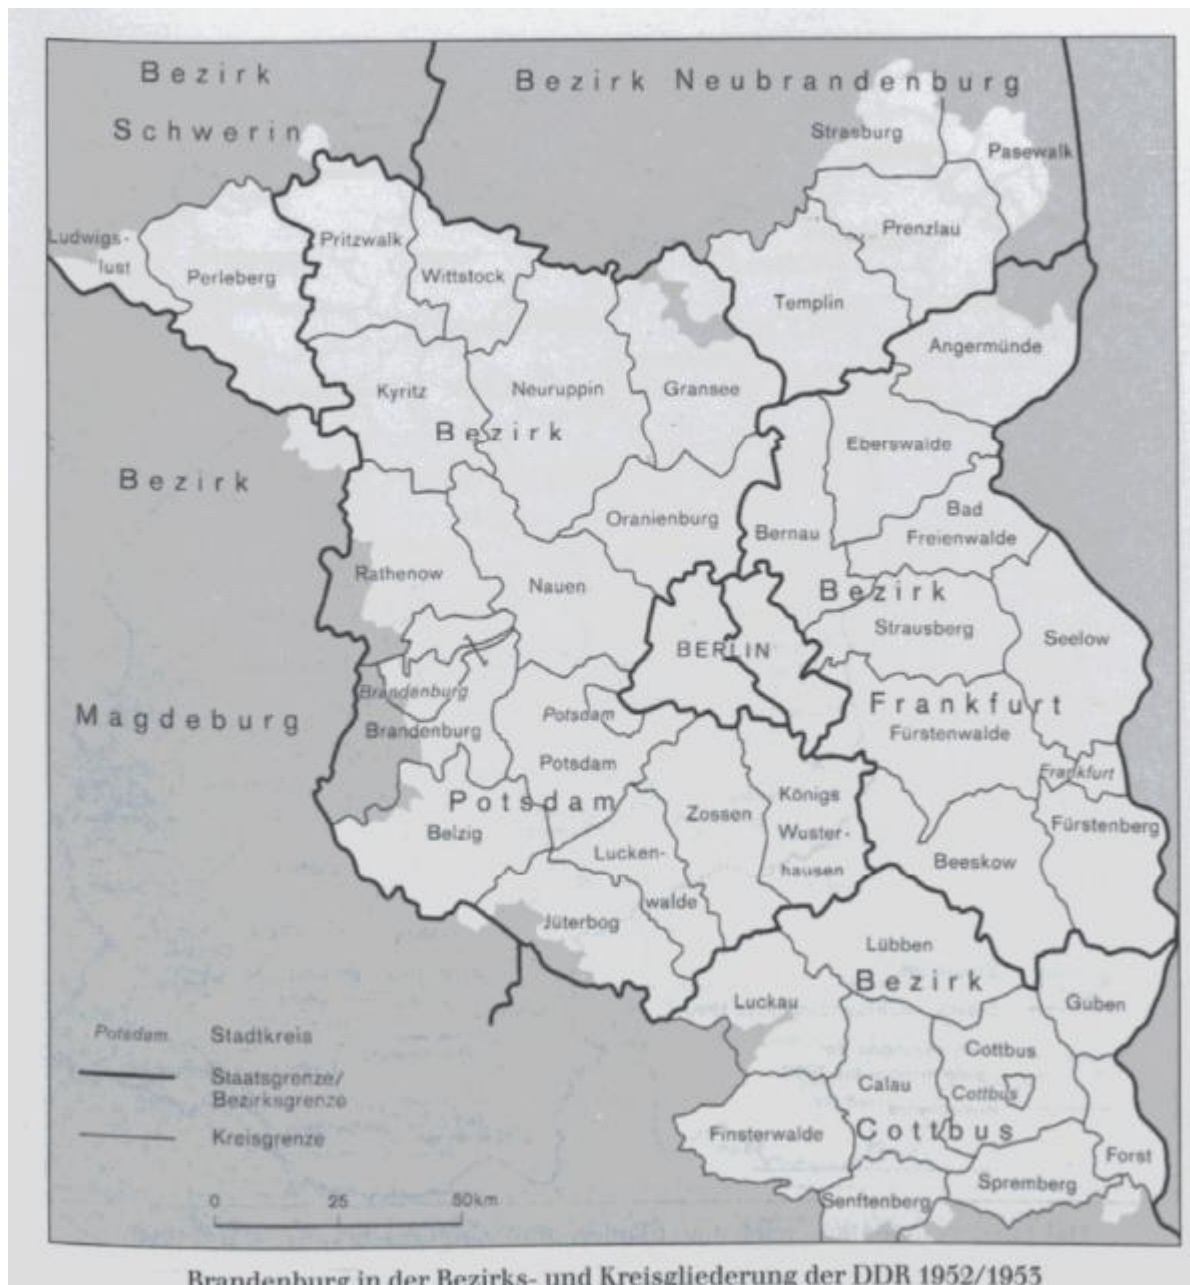 Bezirk
Schwerin
Bezirk Neubrandenburg
Strasburg
Pasewalk
Ludwigs-
lust
Perleberg
Pritzwalk
Wittstock
Prenzlau
Templin
Angermünde
Kyritz
Neuruppin
Gransee
Bezirk
Eberswalde
Bezirk
Oranienburg
Bernau
Bad
Freienwalde
Rathenow
Nauen
Bezirk
Strausberg
Seelow
BERLIN
Brandenburg
Brandenburg
Magdeburg
Potsdam
Potsdam
Frankfurt
Fürstenwalde
Frankfurt
Potsdam
Belzig
Zossen
Königs
Wuster-
hausen
Fürstenberg
Beeskow
Lucken-
walde
Jüterbog
Lübben
Bezirk
Luckau
Guben
Cottbus
Calau
Cottbus
Cottbus
Finsterwalde
Forst
Spremberg
Senftenberg
Potsdam Stadtkreis
Staatsgrenze/
Bezirksgrenze
Kreisgrenze
0 25 50km
Brandenburg in der Bezirks- und Kreisgliederung der DDR 1952/1953